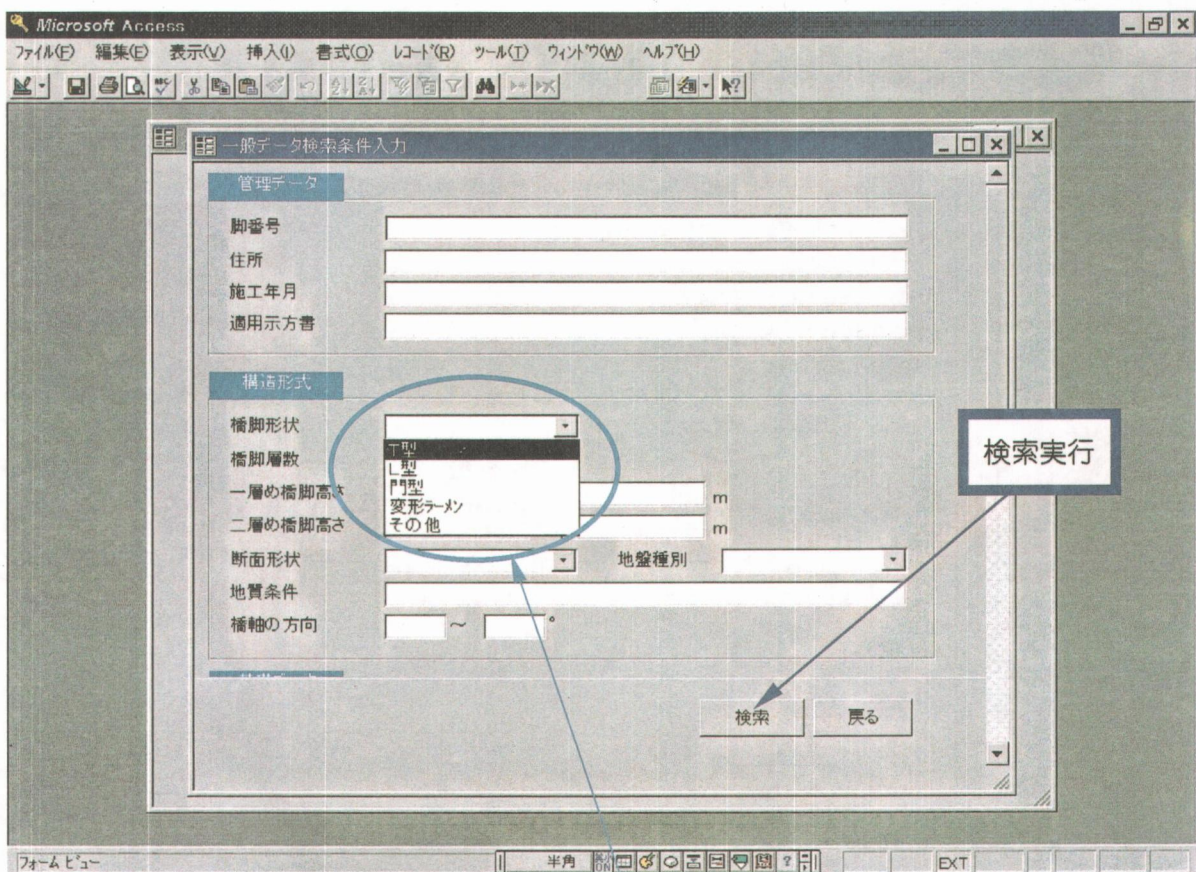 Microsoft Access
ファイル(F) 編集(E) 表示(V) 挿入(I) 書式(O) レコード(R) ツール(T) ウィンドウ(W) ヘルプ(H)
一般データ検索条件入力
管理データ
脚番号
住所
施工年月
適用示方書
構造形式
橋脚形状
T型
橋脚層数
L型
門型
一層め橋脚高さ
m
変形ラーメン
二層め橋脚高さ
その他
m
断面形状
地盤種別
地質条件
橋軸の方向
～
°
検索実行
検索
戻る
フォーム ビュー
半角
EXT